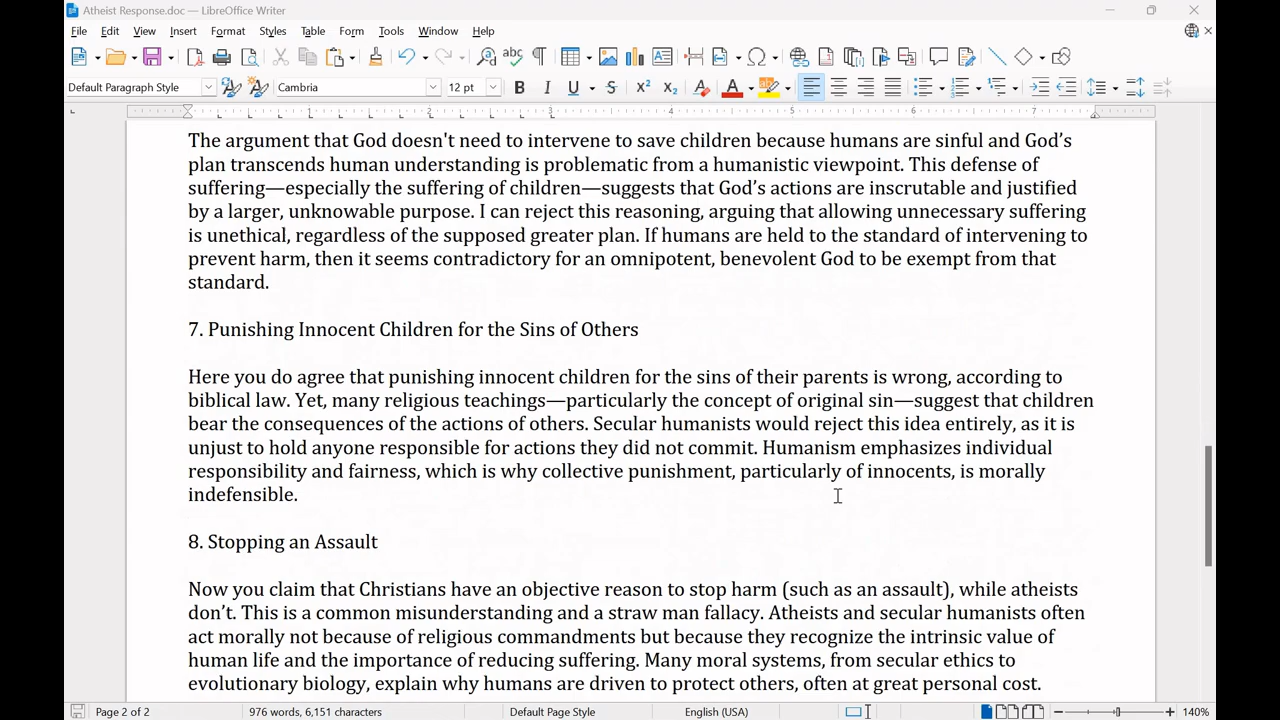 Atheist Response.doc — LibreOffice Writer
File Edit View Insert Format Styles Table Form Tools Window Help
Default Paragraph Style Cambria 12 pt
1 2 3 4 5 6 7
The argument that God doesn't need to intervene to save children because humans are sinful and God’s
plan transcends human understanding is problematic from a humanistic viewpoint. This defense of
suffering—especially the suffering of children—suggests that God’s actions are inscrutable and justified
by a larger, unknowable purpose. I can reject this reasoning, arguing that allowing unnecessary suffering
is unethical, regardless of the supposed greater plan. If humans are held to the standard of intervening to
prevent harm, then it seems contradictory for an omnipotent, benevolent God to be exempt from that
standard.
7. Punishing Innocent Children for the Sins of Others
Here you do agree that punishing innocent children for the sins of their parents is wrong, according to
biblical law. Yet, many religious teachings—particularly the concept of original sin—suggest that children
bear the consequences of the actions of others. Secular humanists would reject this idea entirely, as it is
unjust to hold anyone responsible for actions they did not commit. Humanism emphasizes individual
responsibility and fairness, which is why collective punishment, particularly of innocents, is morally
indefensible.
8. Stopping an Assault
Now you claim that Christians have an objective reason to stop harm (such as an assault), while atheists
don’t. This is a common misunderstanding and a straw man fallacy. Atheists and secular humanists often
act morally not because of religious commandments but because they recognize the intrinsic value of
human life and the importance of reducing suffering. Many moral systems, from secular ethics to
evolutionary biology, explain why humans are driven to protect others, often at great personal cost.
Page 2 of 2 976 words, 6,151 characters Default Page Style English (USA) 140%